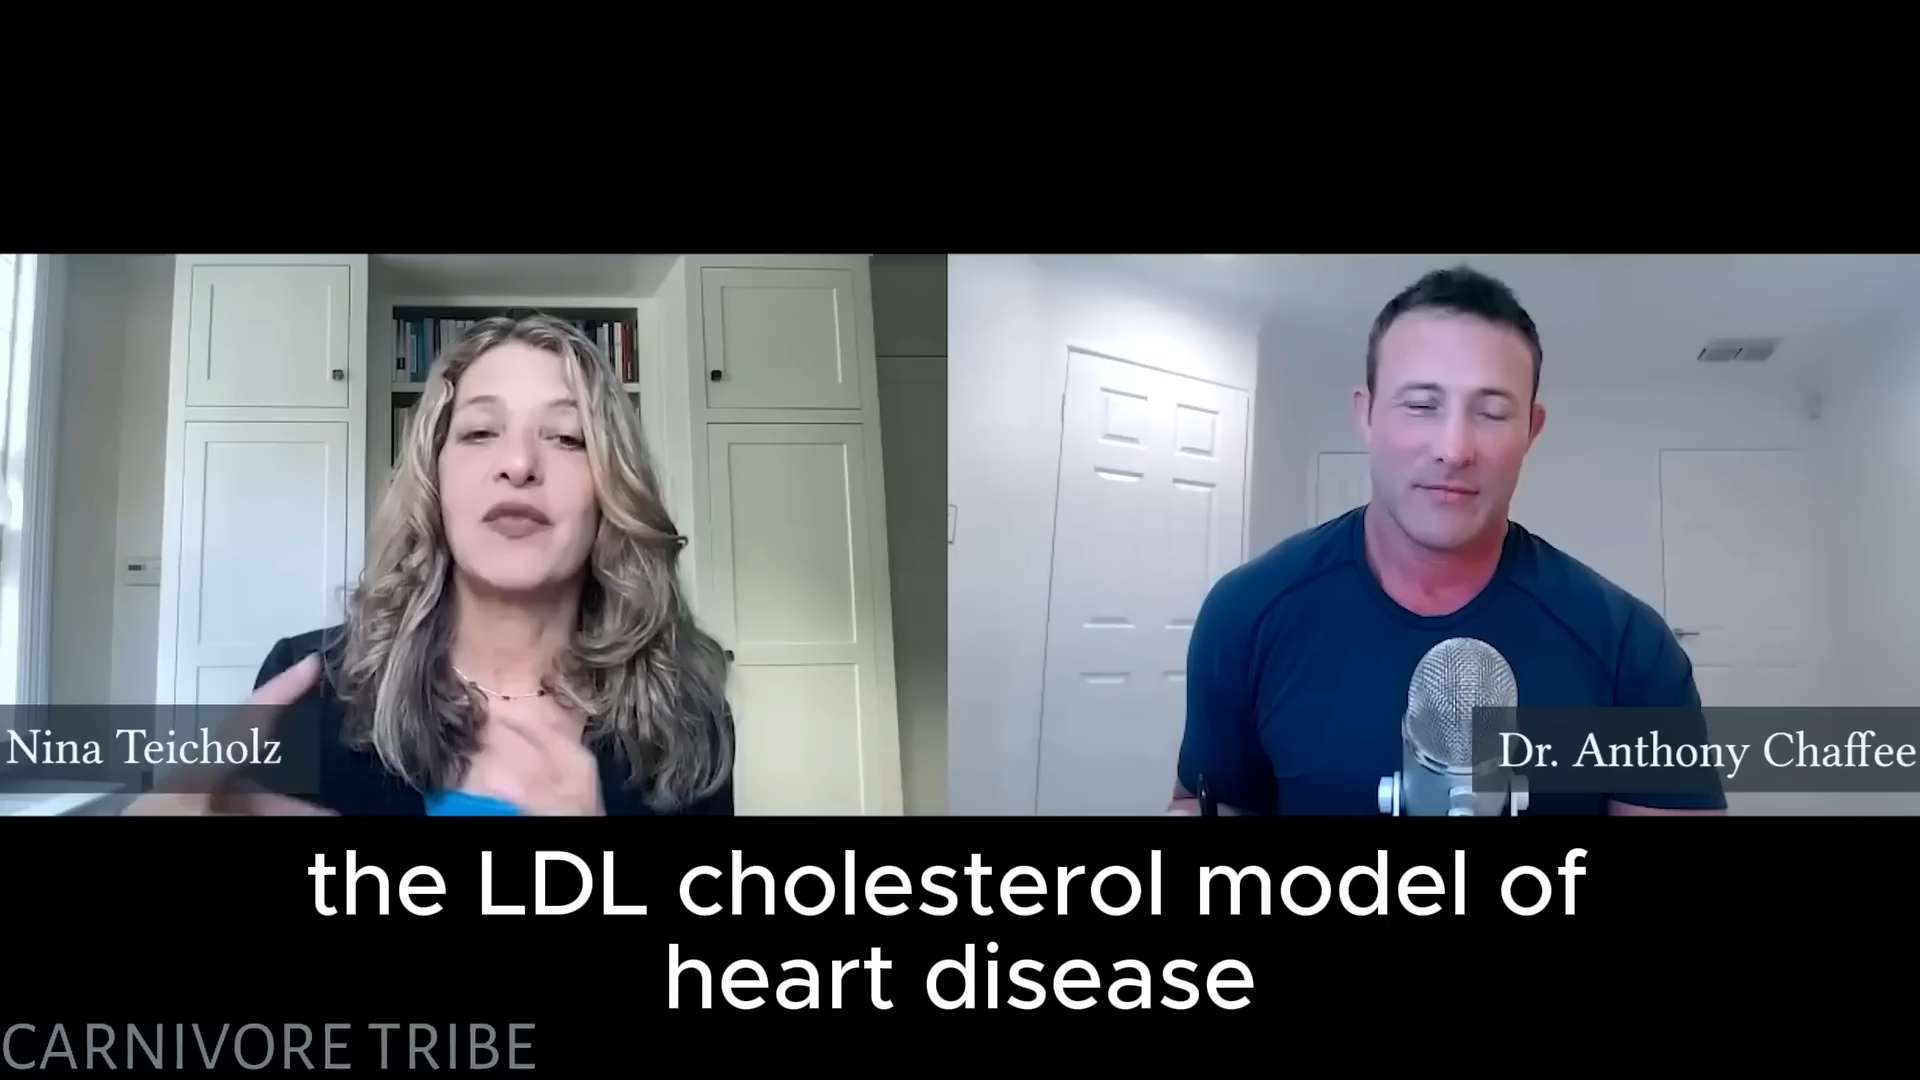 Nina Teicholz
Dr. Anthony Chaffee
the LDL cholesterol model of
heart disease
CARNIVORE TRIBE